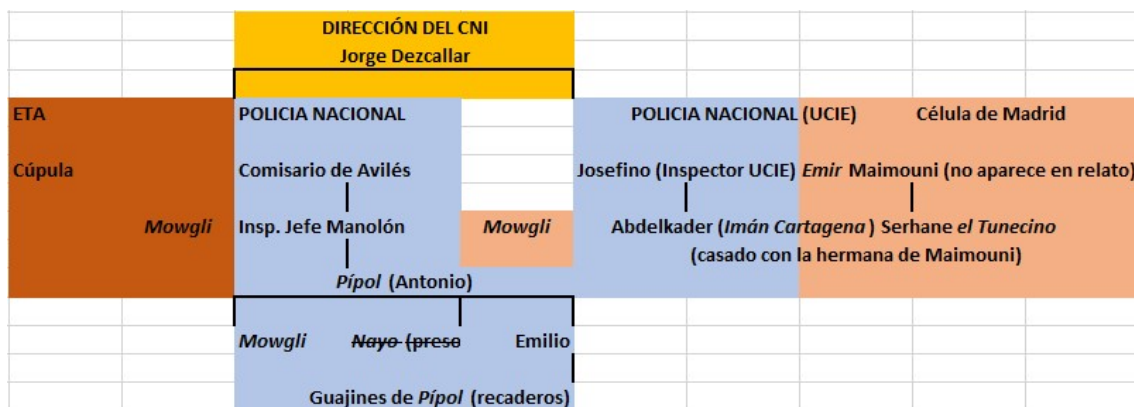 DIRECCIÓN DEL CNI
Jorge Dezcallar
ETA POLICIA NACIONAL POLICIA NACIONAL (UCIE) Célula de Madrid
Cúpula Comisario de Avilés Josefino (Inspector UCIE) Emir Maimouni (no aparece en relato)
Mowgli Insp. Jefe Manolón Mowgli Abdelkader (Imán Cartagena) Serhane el Tunecino
(casado con la hermana de Maimouni)
Pípol (Antonio)
Mowgli Nayo (preso Emilio
Guajines de Pípol (recaderos)